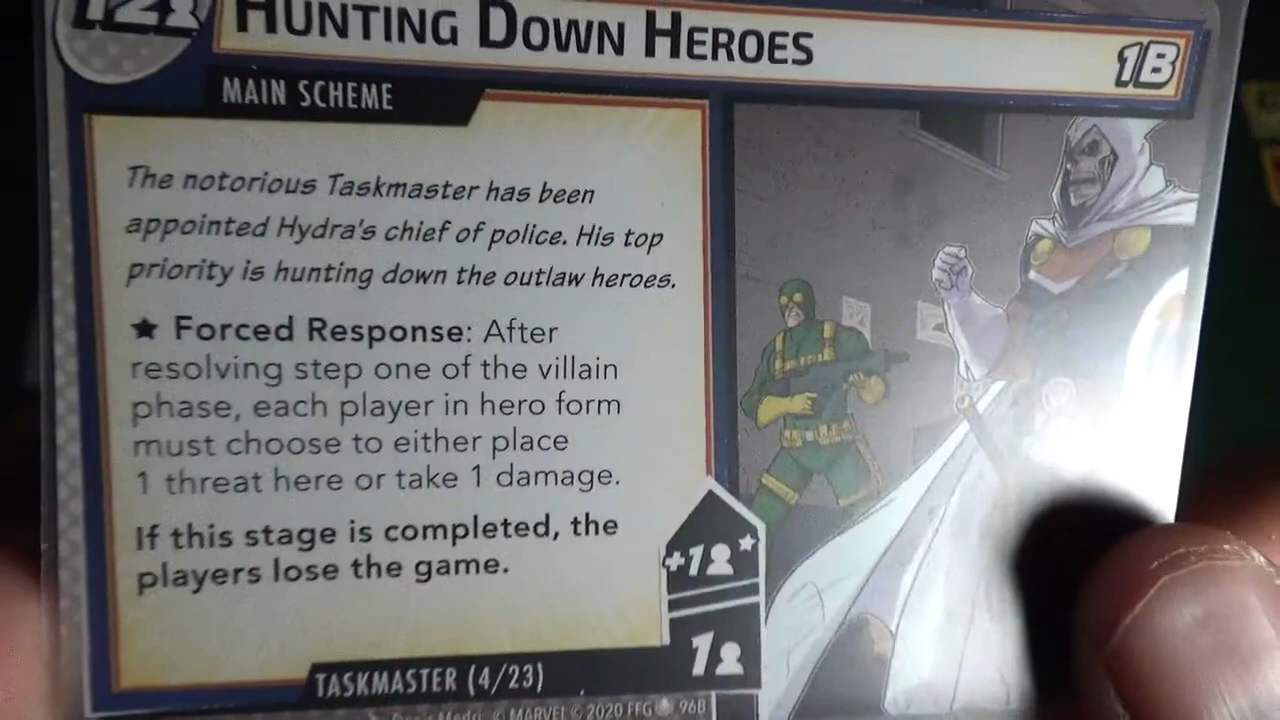 HUNTING DOWN HEROES
1B
MAIN SCHEME
The notorious Taskmaster has been
appointed Hydra's chief of police. His top
priority is hunting down the outlaw heroes.
★ Forced Response: After
resolving step one of the villain
phase, each player in hero form
must choose to either place
1 threat here or take 1 damage.
If this stage is completed, the
players lose the game.
+1★
1
TASKMASTER (4/23)
© MARVEL © 2020 FFG 96B